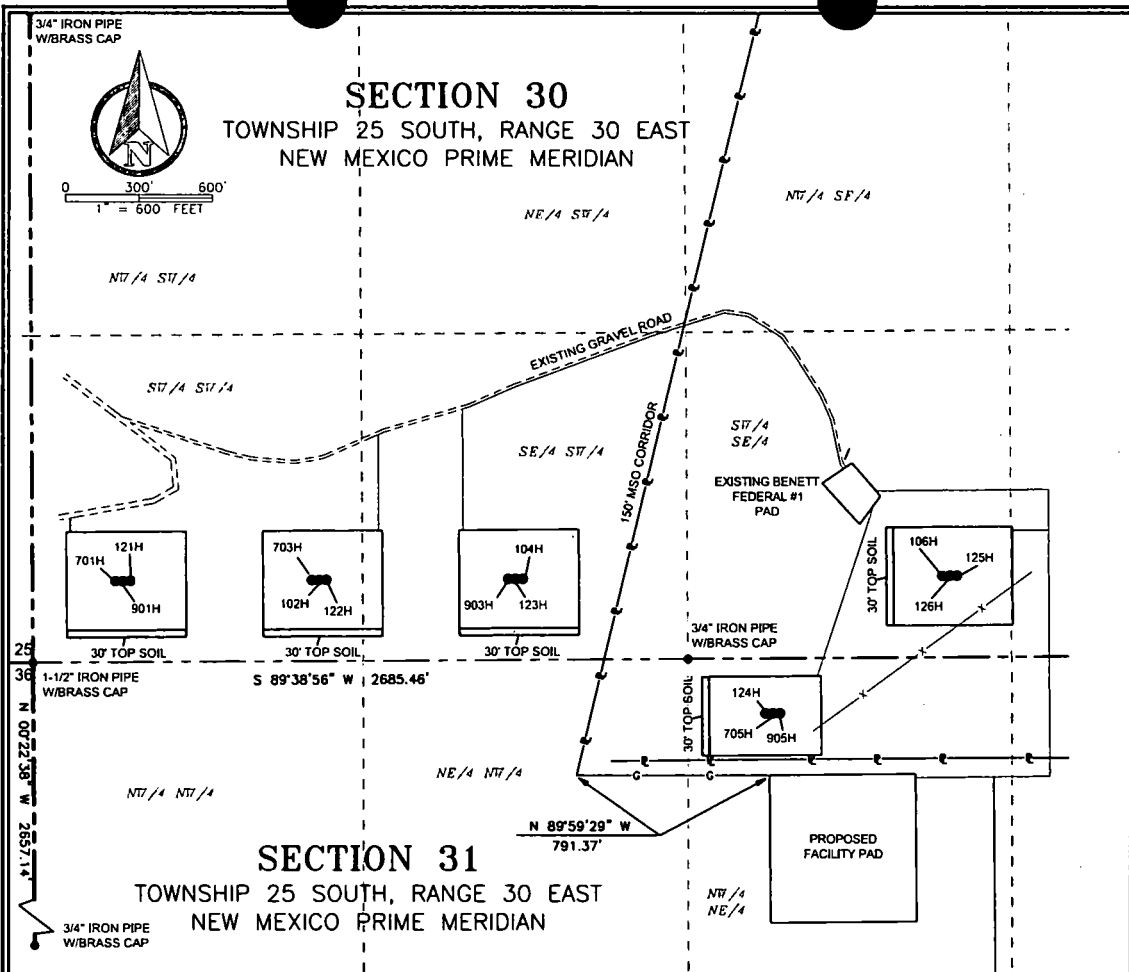 3/4" IRON PIPE
W/BRASS CAP
N
0 300' 600'
1" = 600 FEET
SECTION 30
TOWNSHIP 25 SOUTH, RANGE 30 EAST
NEW MEXICO PRIME MERIDIAN
NE/4 SW/4
NW/4 SE/4
NW/4 SW/4
EXISTING GRAVEL ROAD
SW/4 SW/4
SE/4 SW/4
150' MSO CORRIDOR
SW/4
SE/4
EXISTING BENETT
FEDERAL #1
PAD
701H
121H
901H
30' TOP SOIL
703H
102H
122H
30' TOP SOIL
104H
903H
123H
30' TOP SOIL
106H
125H
126H
30' TOP SOIL
3/4" IRON PIPE
W/BRASS CAP
25
36
1-1/2" IRON PIPE
W/BRASS CAP
S 89°38'56" W 2685.46'
N 00°22'38" W 2657.14'
124H
705H
905H
30' TOP SOIL
X
X
X
G
G
NW/4 NW/4
NE/4 NW/4
N 89°59'29" W
791.37'
PROPOSED
FACILITY PAD
NW/4
NE/4
SECTION 31
TOWNSHIP 25 SOUTH, RANGE 30 EAST
NEW MEXICO PRIME MERIDIAN
3/4" IRON PIPE
W/BRASS CAP